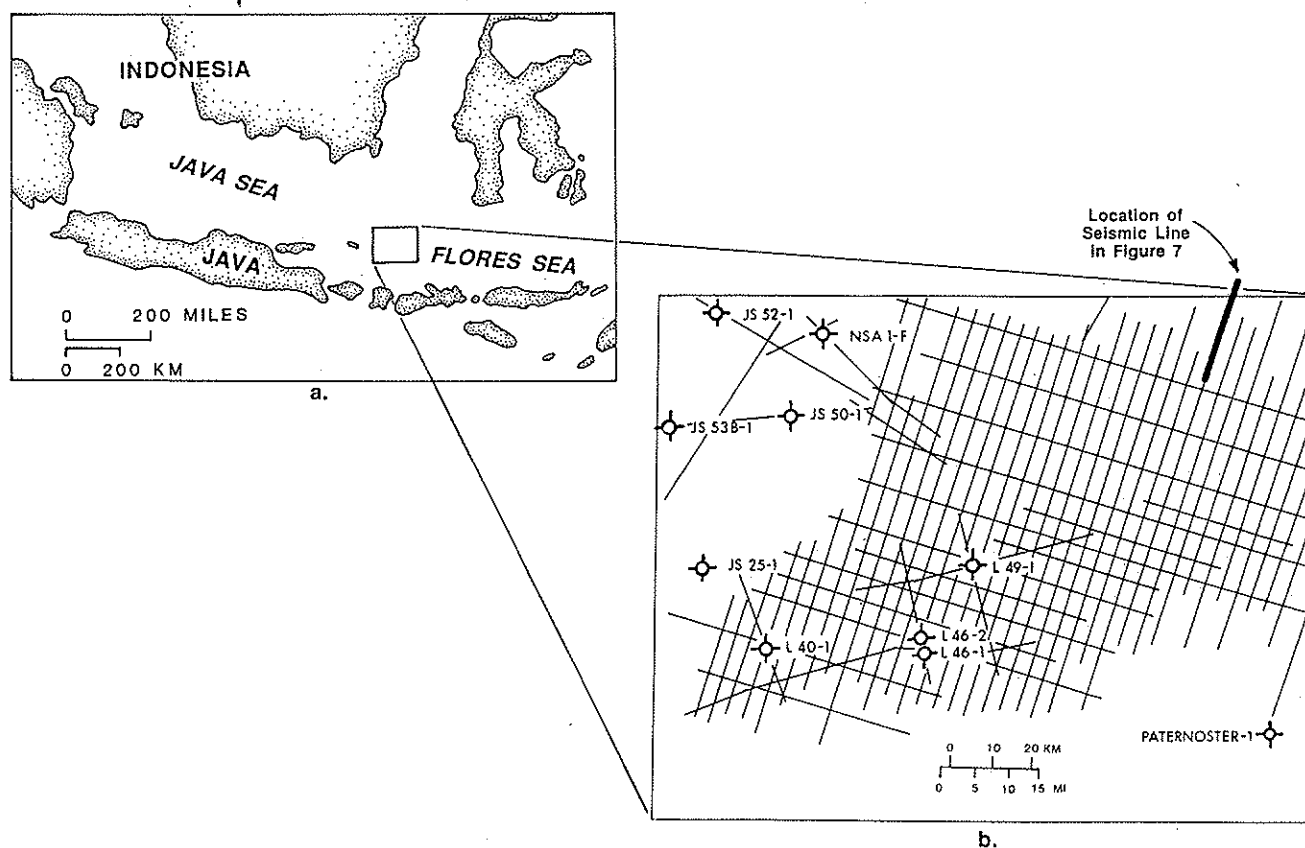 INDONESIA
JAVA SEA
JAVA
FLORES SEA
0 200 MILES
0 200 KM
a.
Location of
Seismic Line
in Figure 7
JS 52-1
NSA 1-F
JS 53B-1
JS 50-1
JS 25-1
L 49-1
L 46-2
L 46-1
L 40-1
PATERNOSTER-1
0 10 20 KM
0 5 10 15 MI
b.